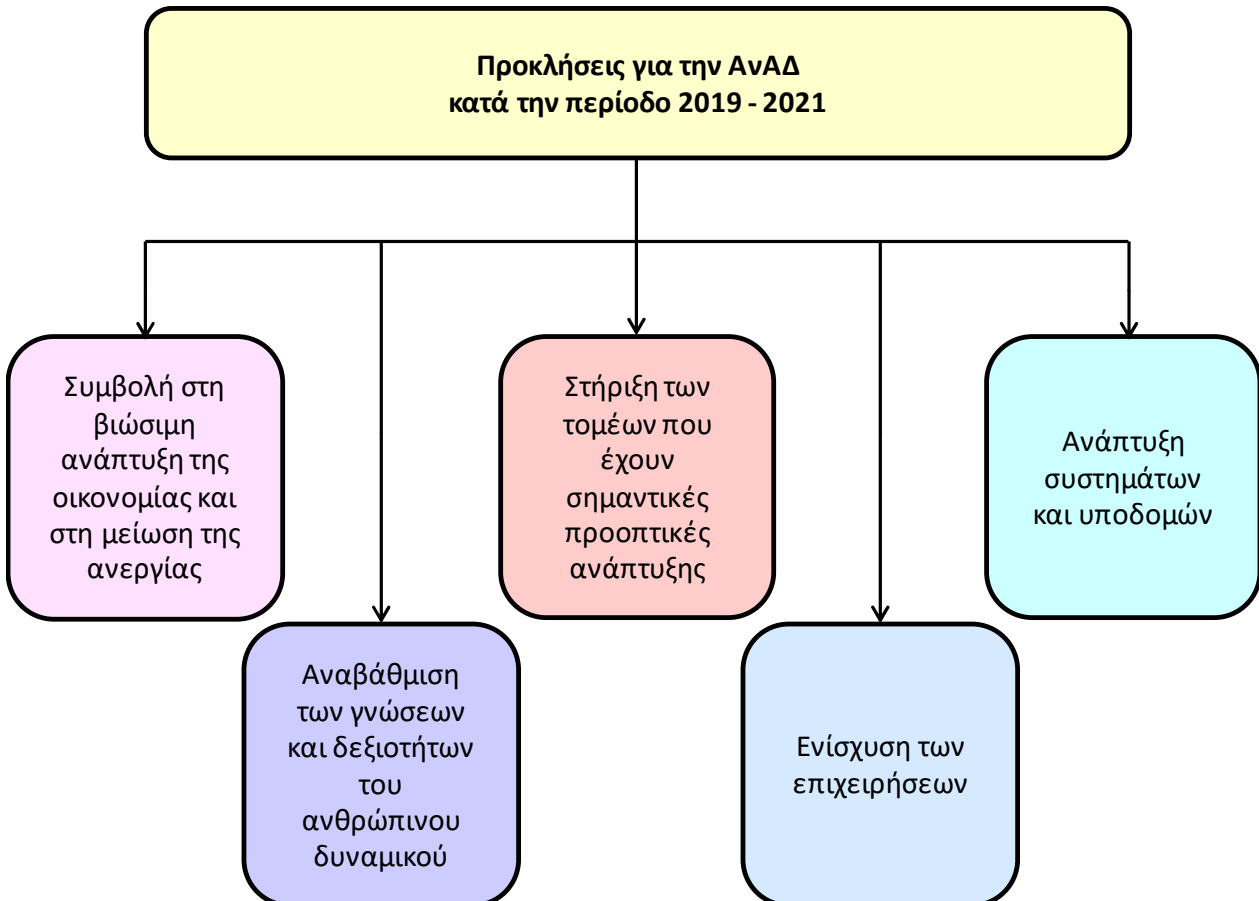 Προκλήσεις για την ΑνΑΔ
κατά την περίοδο 2019 - 2021
Συμβολή στη
βιώσιμη
ανάπτυξη της
οικονομίας και
στη μείωση της
ανεργίας
Αναβάθμιση
των γνώσεων
και δεξιοτήτων
του
ανθρώπινου
δυναμικού
Στήριξη των
τομέων που
έχουν
σημαντικές
προοπτικές
ανάπτυξης
Ενίσχυση των
επιχειρήσεων
Ανάπτυξη
συστημάτων
και υποδομών